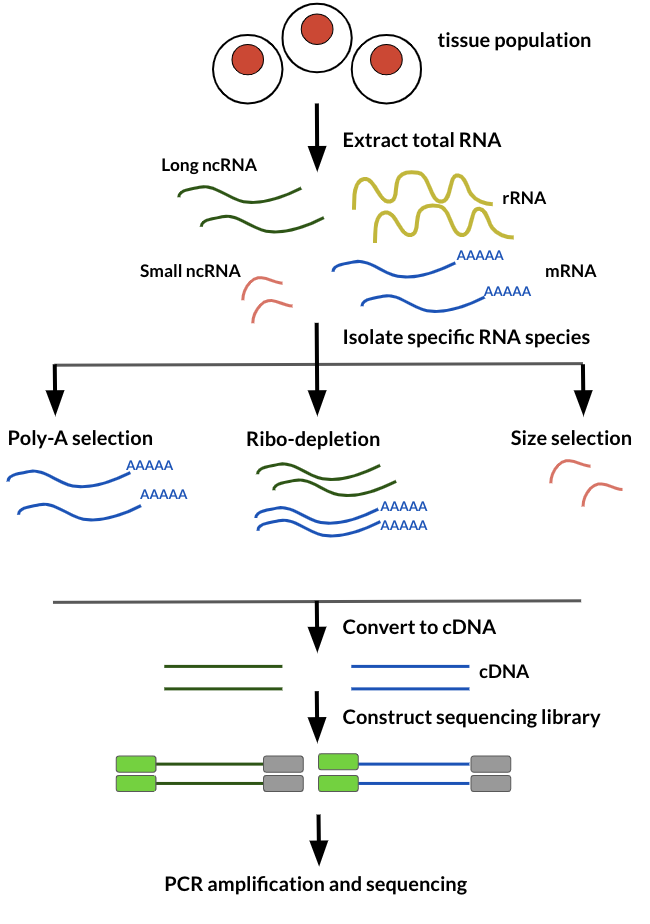 tissue population
Extract total RNA
Long ncRNA
rRNA
Small ncRNA
AAAAA
mRNA
AAAAA
Isolate specific RNA species
Poly-A selection
Ribo-depletion
Size selection
AAAAA
AAAAA
AAAAA
AAAAA
Convert to cDNA
cDNA
Construct sequencing library
PCR amplification and sequencing